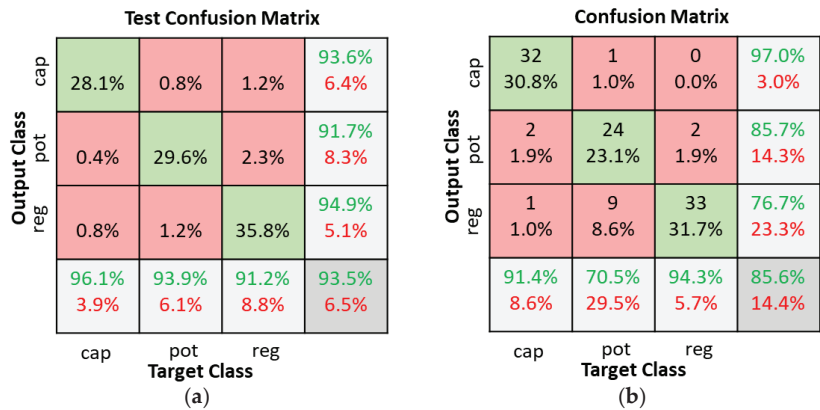 Test Confusion Matrix
Output Class
cap
28.1% 0.8% 1.2% 93.6%
6.4%
pot
0.4% 29.6% 2.3% 91.7%
8.3%
reg
0.8% 1.2% 35.8% 94.9%
5.1%
96.1% 93.9% 91.2% 93.5%
3.9% 6.1% 8.8% 6.5%
cap pot reg
Target Class
(a)
Confusion Matrix
Output Class
cap
32 1 0 97.0%
30.8% 1.0% 0.0% 3.0%
pot
2 24 2 85.7%
1.9% 23.1% 1.9% 14.3%
reg
1 9 33 76.7%
1.0% 8.6% 31.7% 23.3%
91.4% 70.5% 94.3% 85.6%
8.6% 29.5% 5.7% 14.4%
cap pot reg
Target Class
(b)